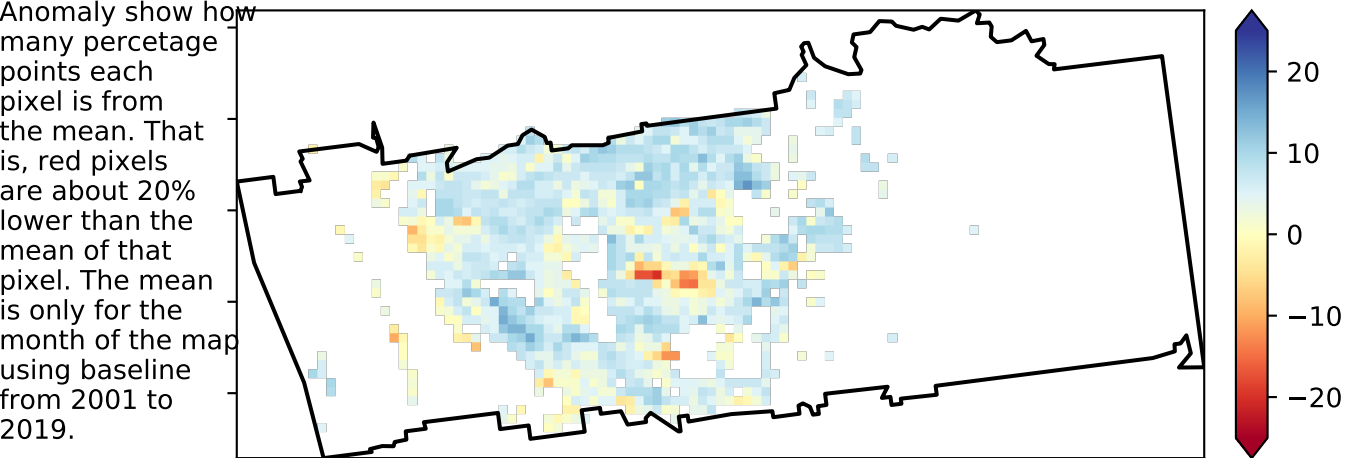 Anomaly show how
many percetage
points each
pixel is from
the mean. That
is, red pixels
are about 20%
lower than the
mean of that
pixel. The mean
is only for the
month of the map
using baseline
from 2001 to
2019.
20
10
0
−10
−20